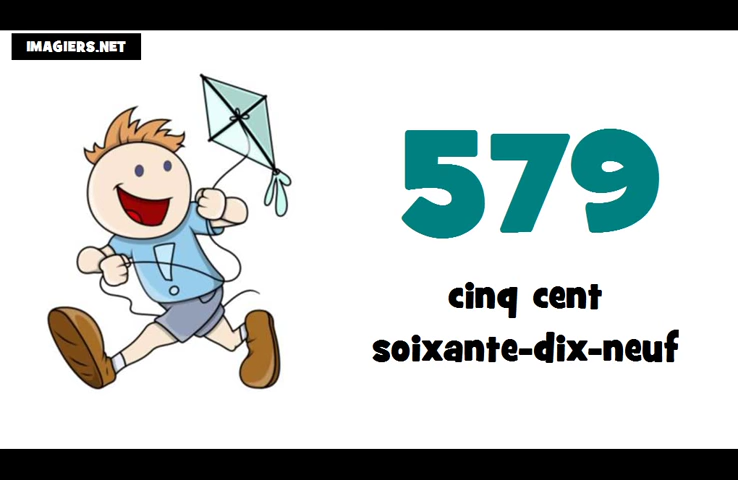 IMAGIERS.NET
579
cinq cent
soixante-dix-neuf
!